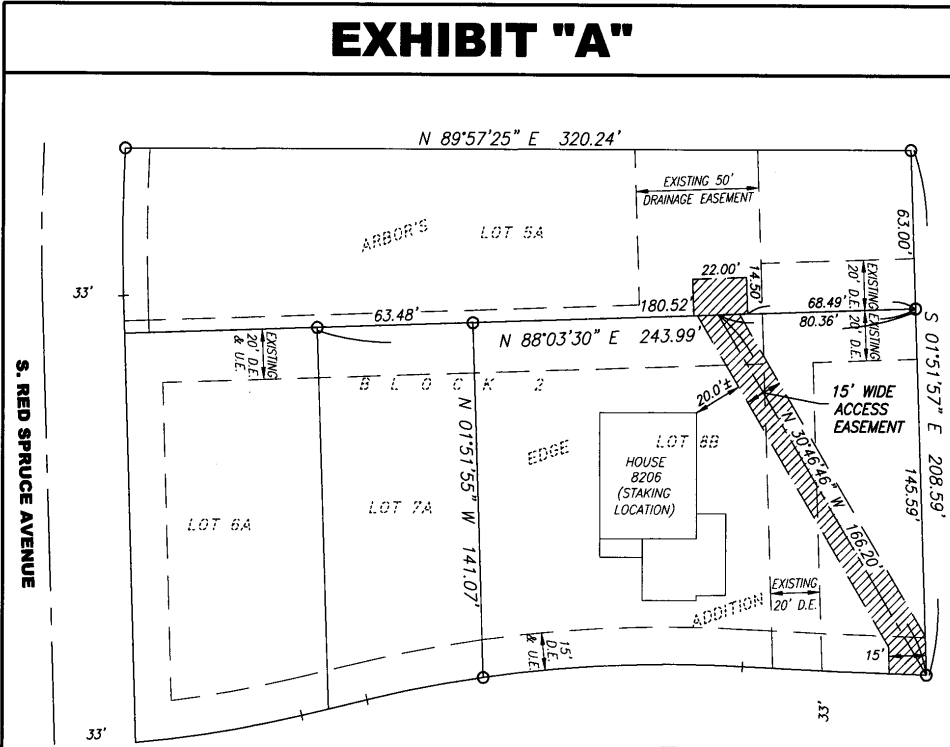 EXHIBIT "A"
N 89°57'25" E 320.24'
EXISTING 50'
DRAINAGE EASEMENT
ARBOR'S
LOT 5A
63.00'
22.00'
14.50'
EXISTING
20' D.E.
33'
63.48'
180.52'
68.49'
N 88°03'30" E 243.99'
80.36'
EXISTING
20' D.E.
EXISTING
20' D.E.
& U.E.
S 01°51'57" E 208.59'
BLOCK 2
20.0'±
15' WIDE
ACCESS
EASEMENT
S. RED SPRUCE AVENUE
N 01°51'55" W 141.07'
EDGE
LOT 8B
HOUSE
8206
(STAKING
LOCATION)
N 30°46'46" W 166.20'
145.59'
LOT 6A
LOT 7A
EXISTING
20' D.E.
ADDITION
15'
D.E.
& U.E.
15'
33'
33'